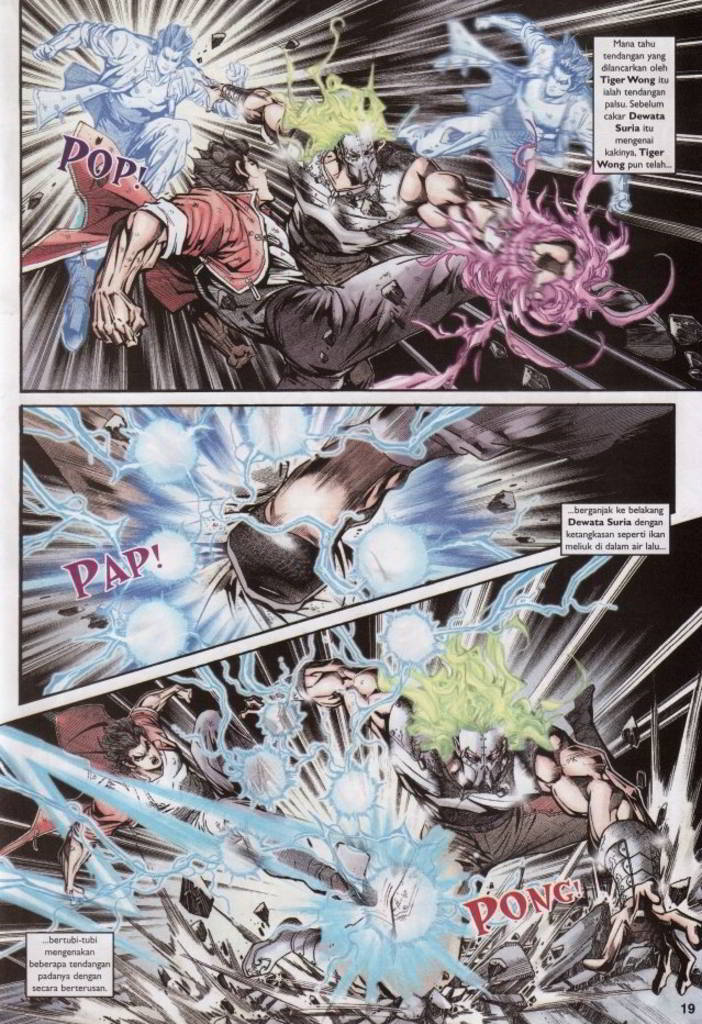 Mana tahu
tendangan yang
dilancarkan oleh
Tiger Wong itu
ialah tendangan
palsu. Sebelum
cakar Dewata
Suria itu
mengenai
kakinya, Tiger
Wong pun telah...
POP!
...berganjak ke belakang
Dewata Suria dengan
ketangkasan seperti ikan
meliuk di dalam air lalu...
PAP!
PONG!
...bertubi-tubi
mengenakan
beberapa tendangan
padanya dengan
secara berterusan.
19